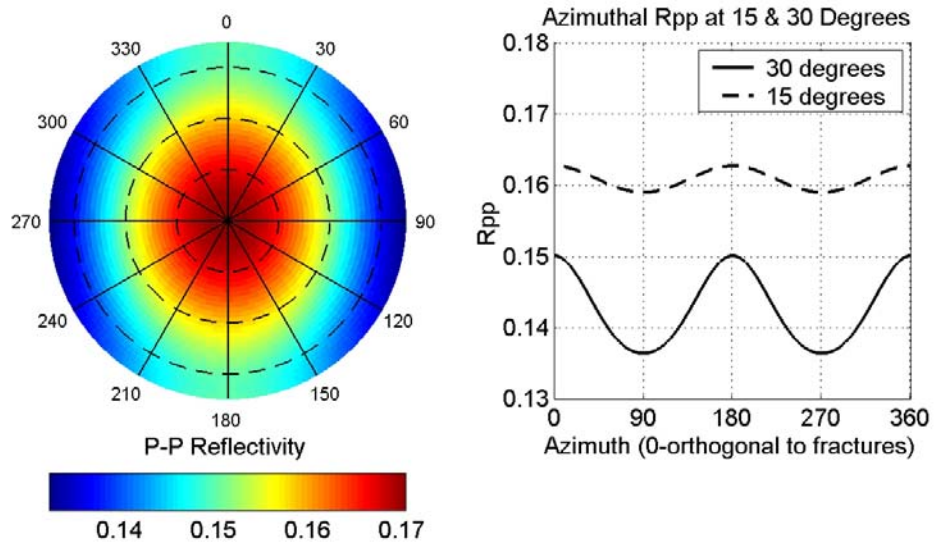 0
330
30
300
60
270
90
240
120
210
150
180
P-P Reflectivity
0.14 0.15 0.16 0.17
Azimuthal Rpp at 15 & 30 Degrees
0.18
0.17
0.16
0.15
0.14
0.13
Rpp
30 degrees
15 degrees
0 90 180 270 360
Azimuth (0-orthogonal to fractures)